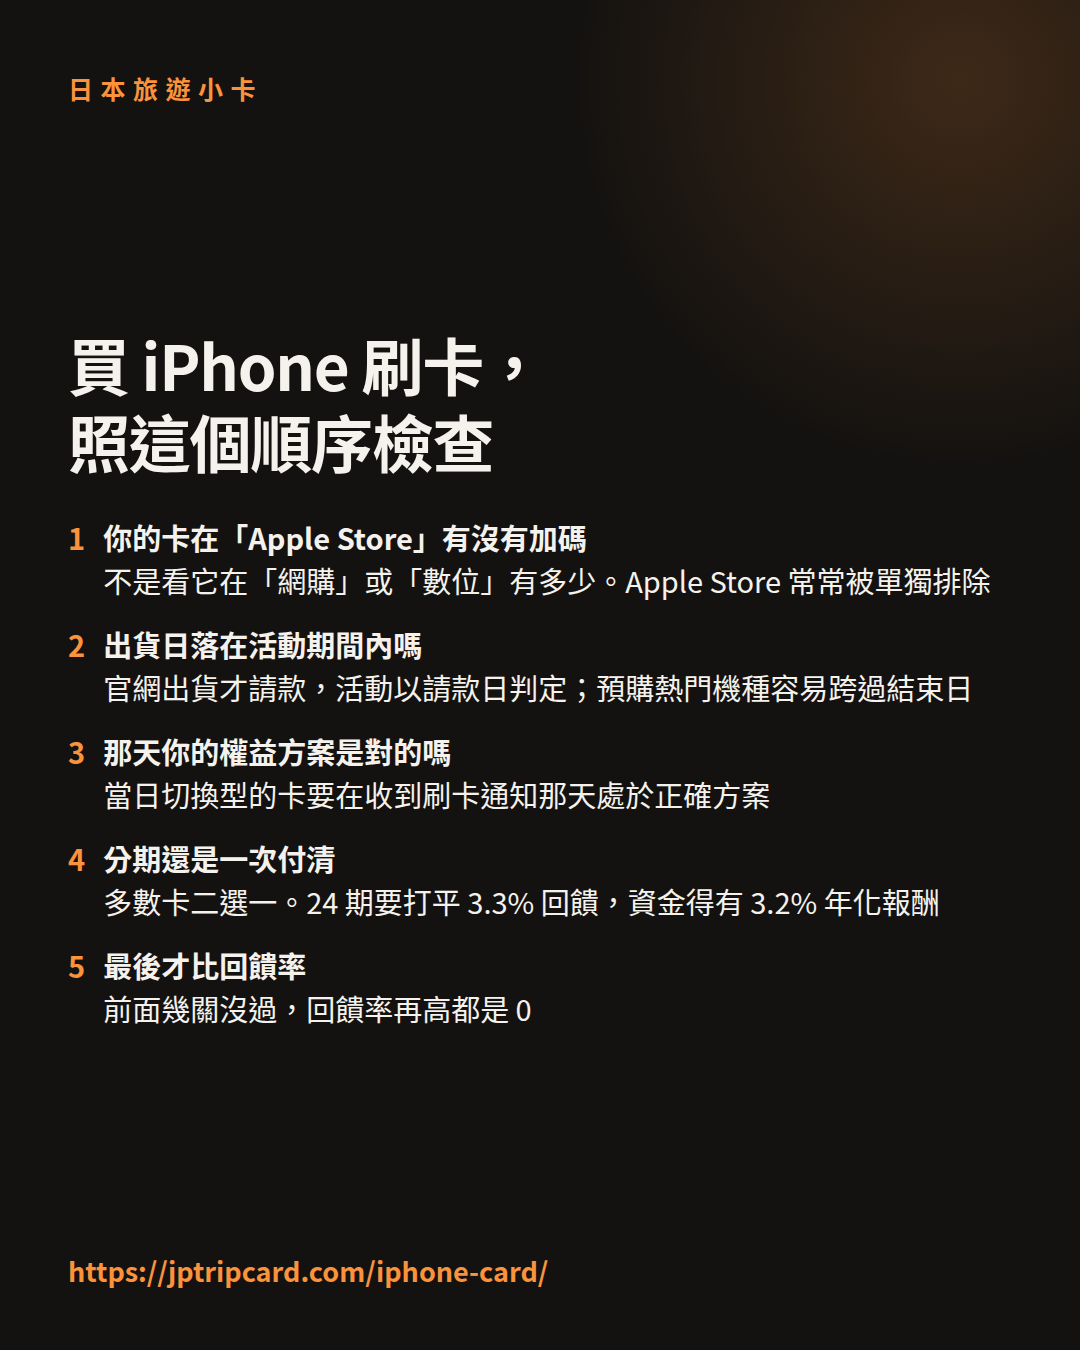 日本旅遊小卡
買 iPhone 刷卡，
照這個順序檢查
1 你的卡在「Apple Store」有沒有加碼
不是看它在「網購」或「數位」有多少。Apple Store 常常被單獨排除
2 出貨日落在活動期間內嗎
官網出貨才請款，活動以請款日判定；預購熱門機種容易跨過結束日
3 那天你的權益方案是對的嗎
當日切換型的卡要在收到刷卡通知那天處於正確方案
4 分期還是一次付清
多數卡二選一。24 期要打平 3.3% 回饋，資金得有 3.2% 年化報酬
5 最後才比回饋率
前面幾關沒過，回饋率再高都是 0
https://jptripcard.com/iphone-card/